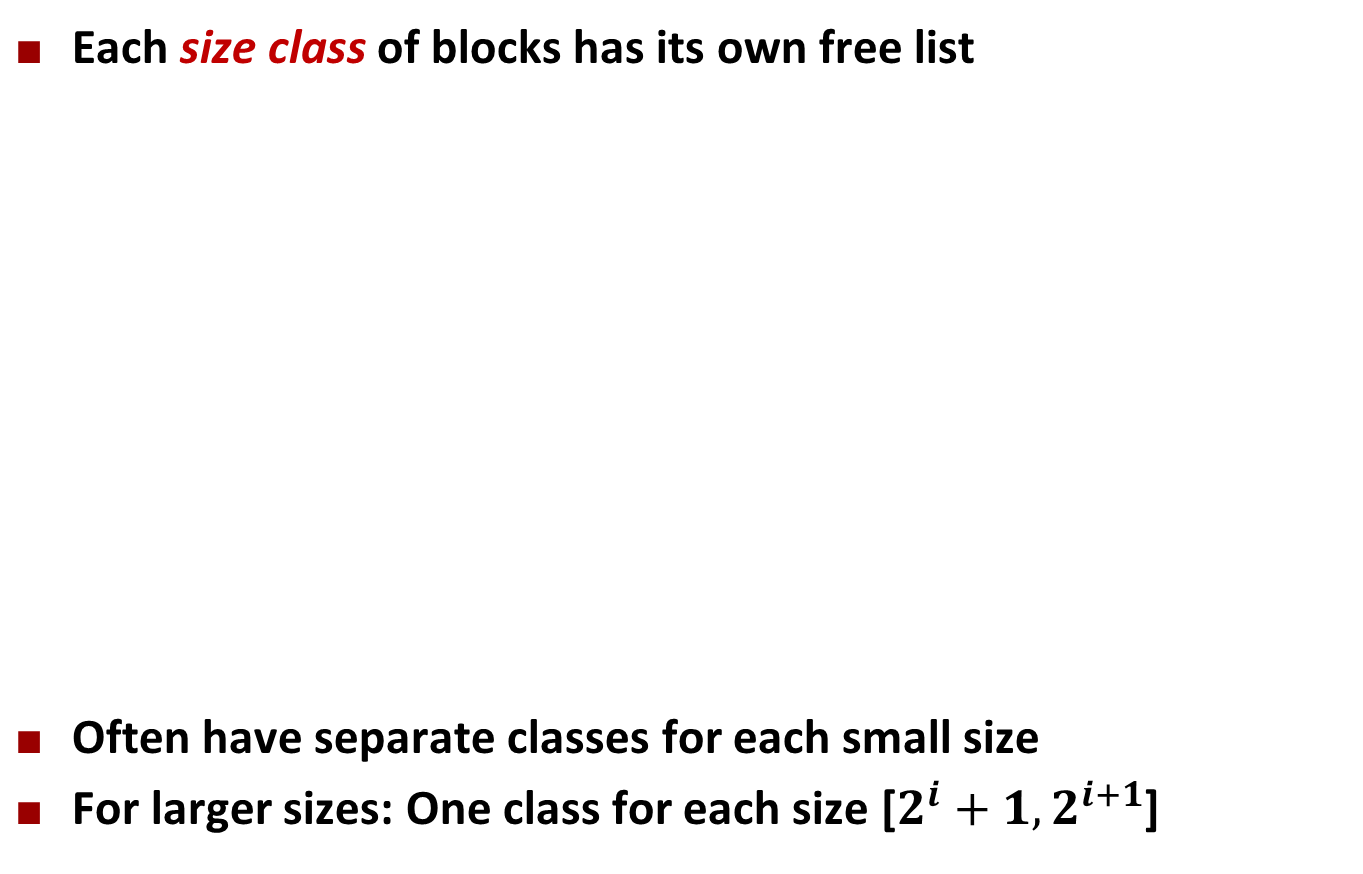 ■ Each size class of blocks has its own free list
■ Often have separate classes for each small size
■ For larger sizes: One class for each size [2^i + 1, 2^{i+1}]